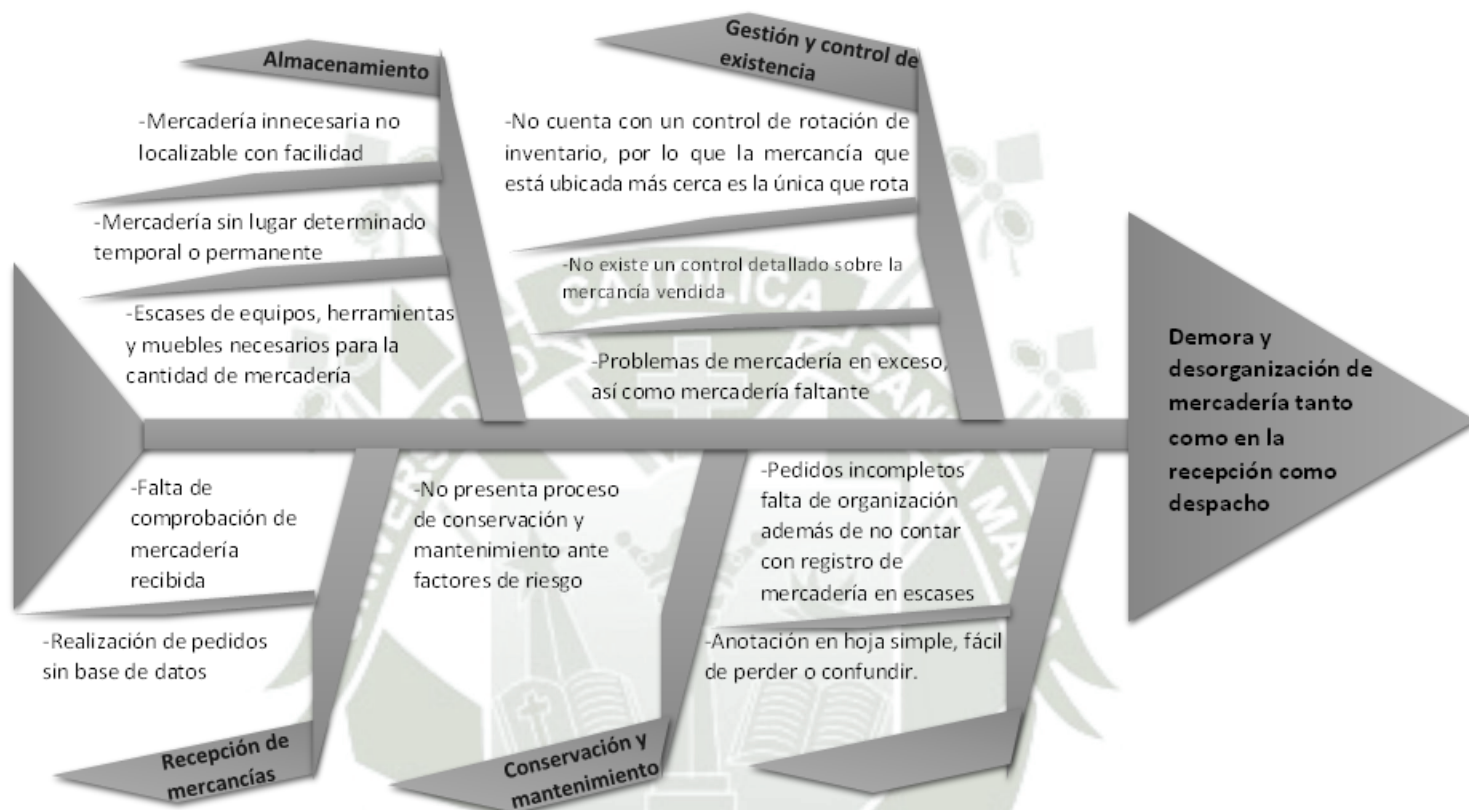 Almacenamiento
-Mercadería innecesaria no
localizable con facilidad
-Mercadería sin lugar determinado
temporal o permanente
-Escases de equipos, herramientas
y muebles necesarios para la
cantidad de mercadería
Gestión y control de
existencia
-No cuenta con un control de rotación de
inventario, por lo que la mercancía que
está ubicada más cerca es la única que rota
-No existe un control detallado sobre la
mercancía vendida
-Problemas de mercadería en exceso,
así como mercadería faltante
Demora y
desorganización de
mercadería tanto
como en la
recepción como
despacho
-Falta de
comprobación de
mercadería
recibida
-Realización de pedidos
sin base de datos
Recepción de
mercancías
-No presenta proceso
de conservación y
mantenimiento ante
factores de riesgo
Conservación y
mantenimiento
-Pedidos incompletos
falta de organización
además de no contar
con registro de
mercadería en escases
-Anotación en hoja simple, fácil
de perder o confundir.
CATOLICA